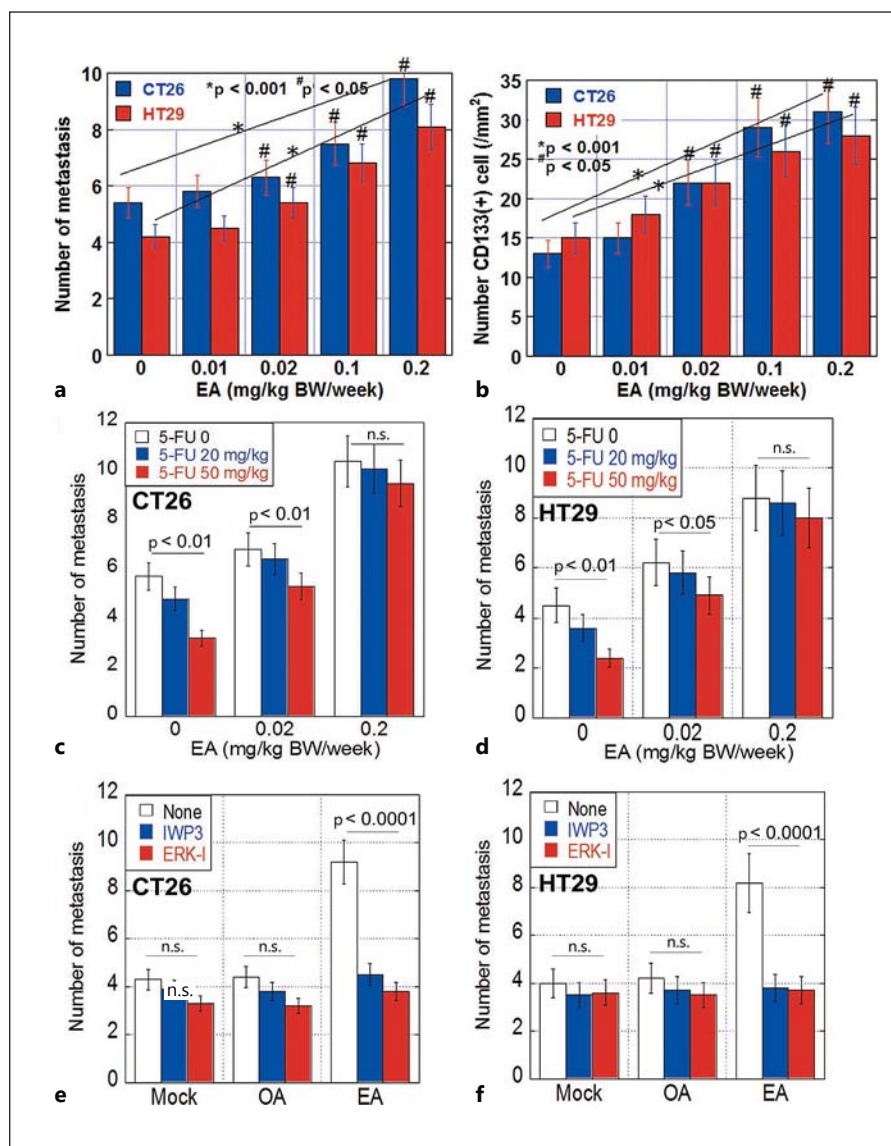 10
8
6
4
2
0
Number of metastasis
CT26
HT29
*p < 0.001 #p < 0.05
*
*
#
#
#
#
#
#
0 0.01 0.02 0.1 0.2
EA (mg/kg BW/week)
a
35
30
25
20
15
10
5
0
Number CD133(+) cell (/mm²)
CT26
HT29
*p < 0.001
#p < 0.05
*
*
#
#
#
#
#
#
0 0.01 0.02 0.1 0.2
EA (mg/kg BW/week)
b
12
10
8
6
4
2
0
Number of metastasis
5-FU 0
5-FU 20 mg/kg
5-FU 50 mg/kg
CT26
p < 0.01
p < 0.01
n.s.
0 0.02 0.2
EA (mg/kg BW/week)
c
12
10
8
6
4
2
0
Number of metastasis
5-FU 0
5-FU 20 mg/kg
5-FU 50 mg/kg
HT29
p < 0.01
p < 0.05
n.s.
0 0.02 0.2
EA (mg/kg BW/week)
d
12
10
8
6
4
2
0
Number of metastasis
None
IWP3
ERK-I
CT26
n.s.
n.s.
p < 0.0001
Mock OA EA
e
12
10
8
6
4
2
0
Number of metastasis
None
IWP3
ERK-I
HT29
n.s.
n.s.
p < 0.0001
Mock OA EA
f